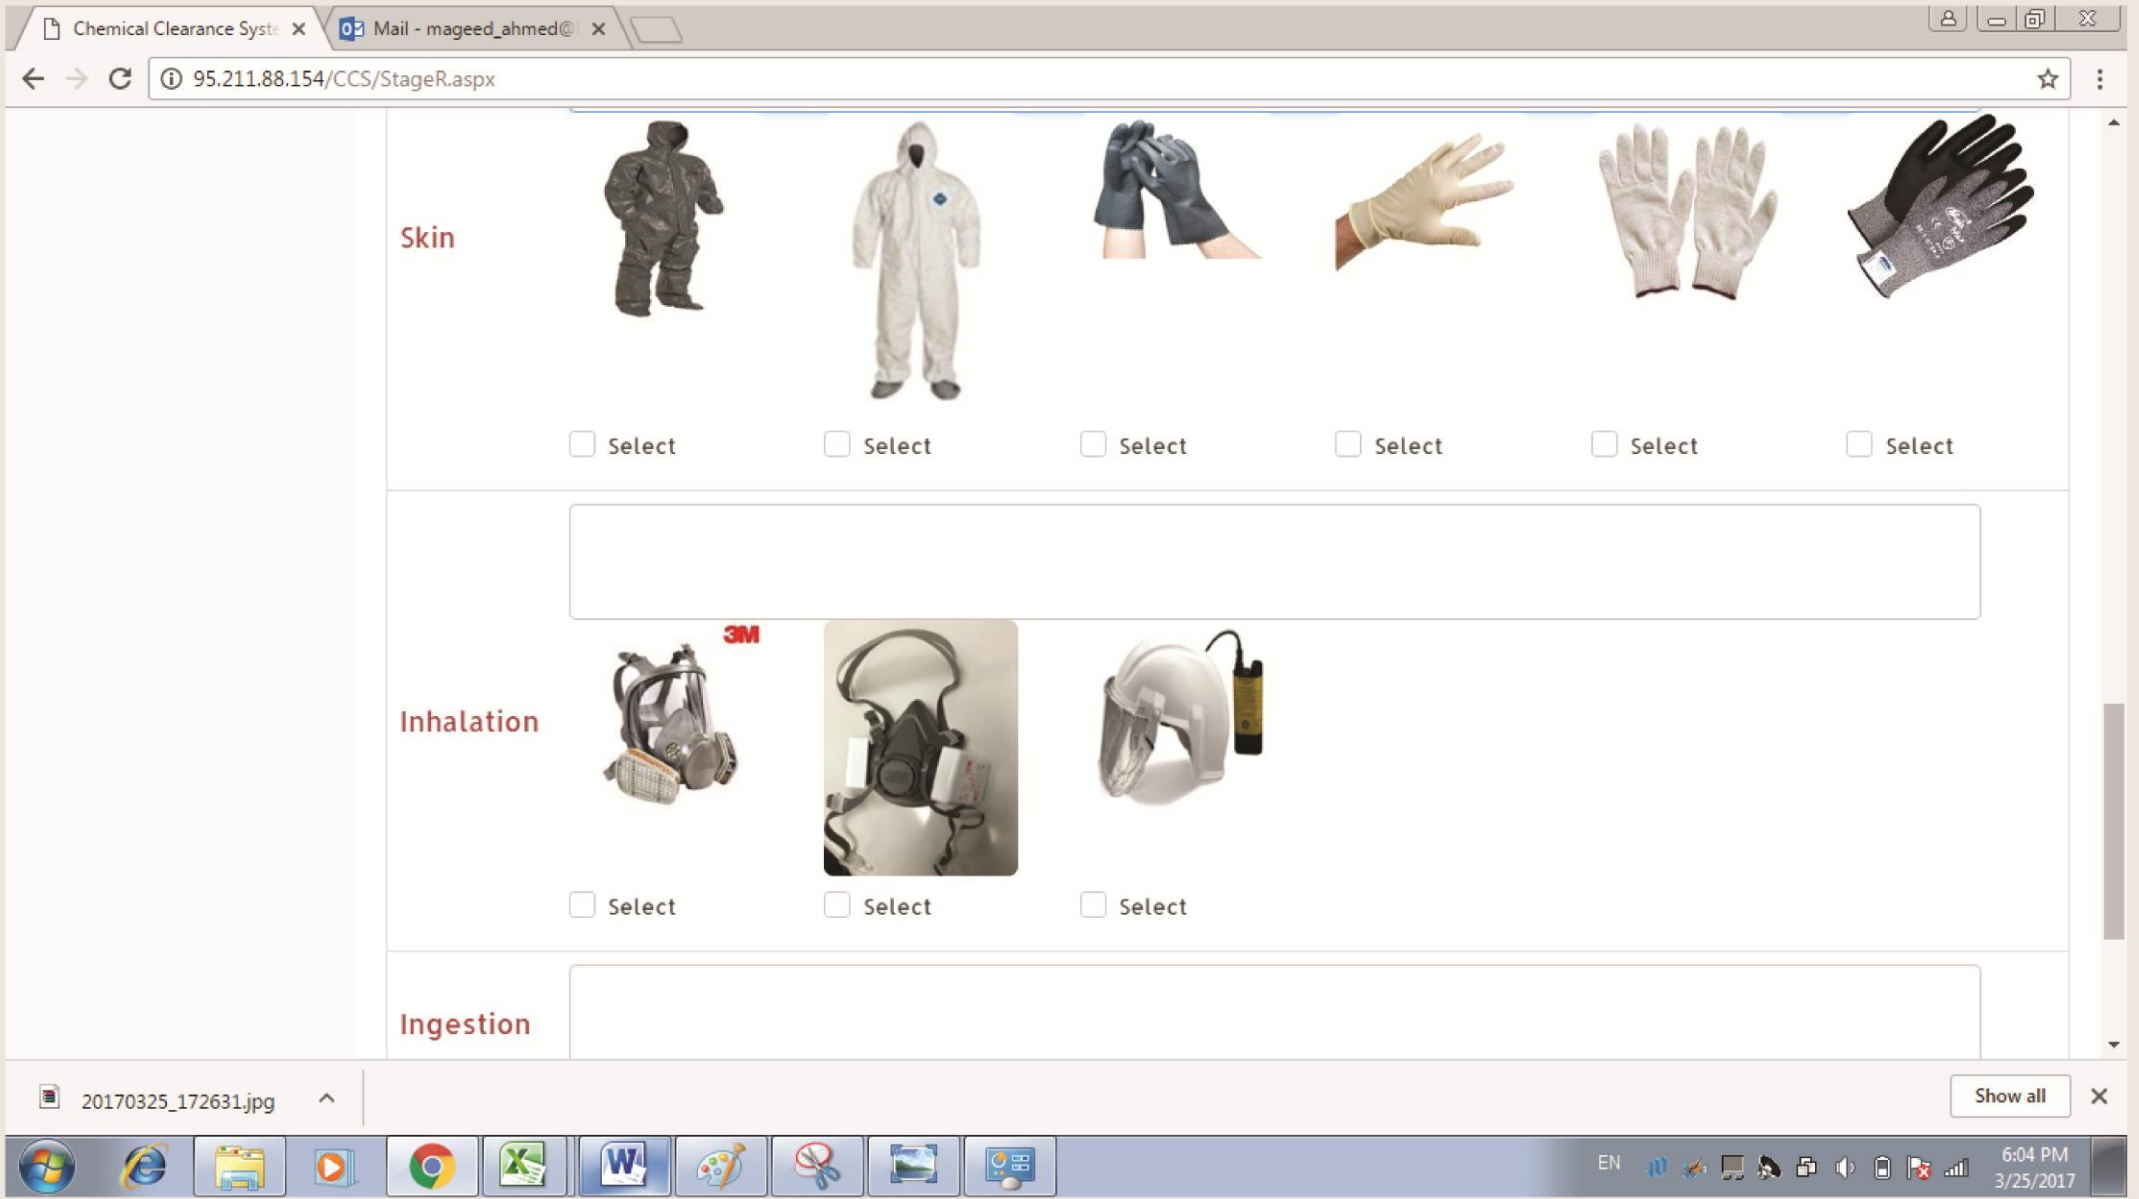 Chemical Clearance Syste
Mail - mageed_ahmed@
95.211.88.154/CCS/StageR.aspx
Skin
Select Select Select Select Select Select
3M
Inhalation
Select Select Select
Ingestion
20170325_172631.jpg
Show all
EN
6:04 PM
3/25/2017